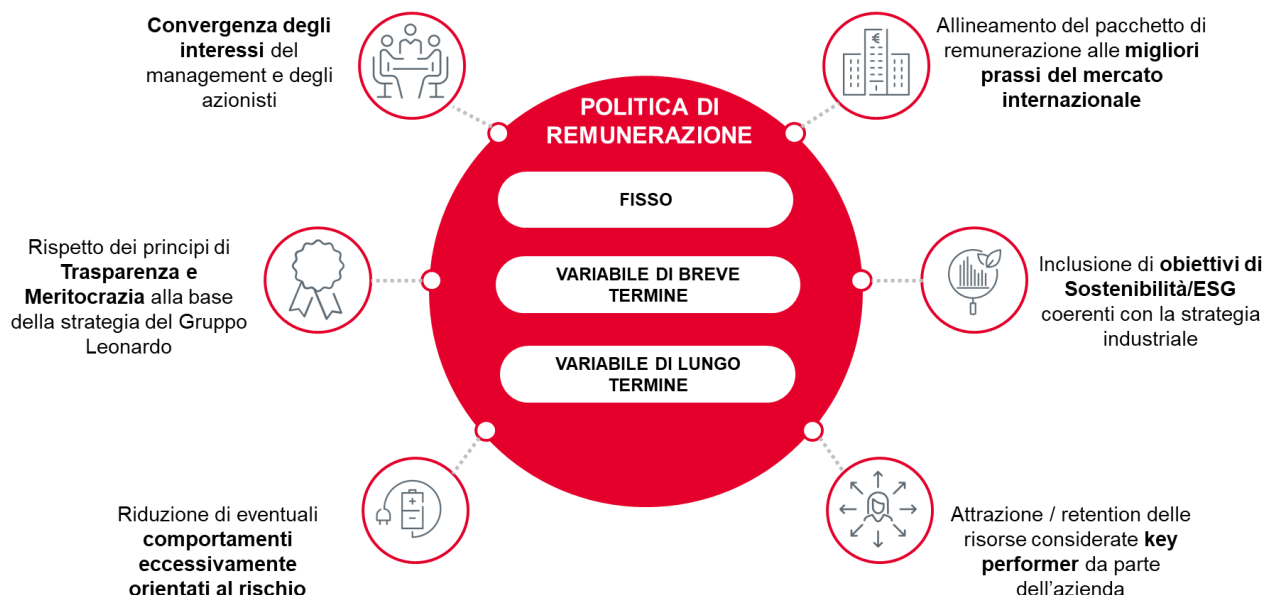 Convergenza degli
interessi del
management e degli
azionisti
Allineamento del pacchetto di
remunerazione alle migliori
prassi del mercato
internazionale
€
POLITICA DI
REMUNERAZIONE
FISSO
VARIABILE DI BREVE
TERMINE
VARIABILE DI LUNGO
TERMINE
Rispetto dei principi di
Trasparenza e
Meritocrazia alla base
della strategia del Gruppo
Leonardo
Inclusione di obiettivi di
Sostenibilità/ESG
coerenti con la strategia
industriale
Riduzione di eventuali
comportamenti
eccessivamente
orientati al rischio
Attrazione / retention delle
risorse considerate key
performer da parte
dell'azienda